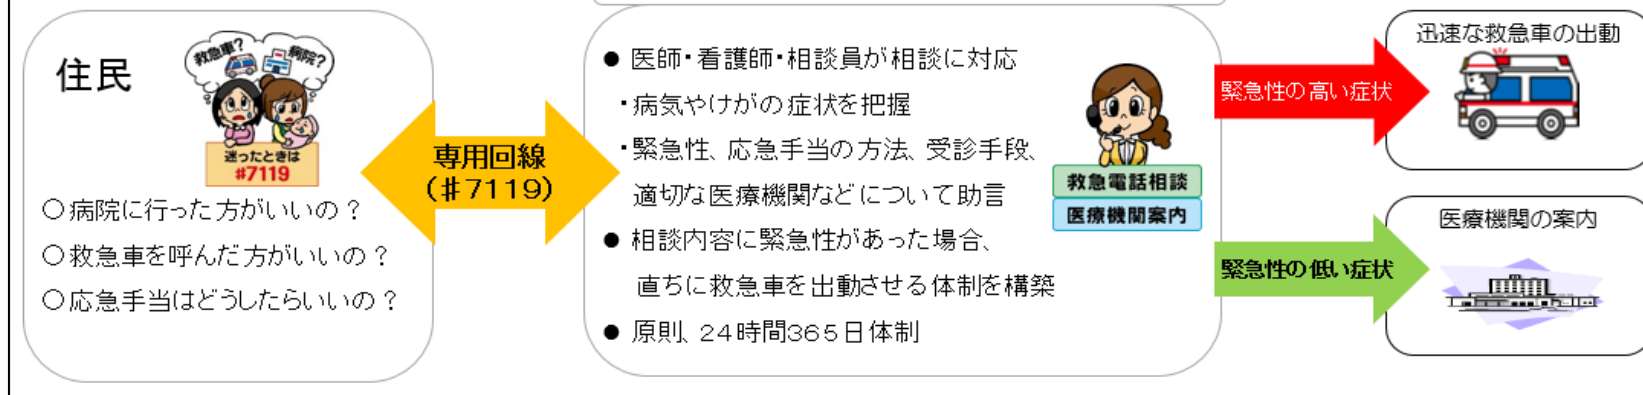 住民
救急車?
病院?
迷ったときは
#7119
○病院に行った方がいいの？
○救急車を呼んだ方がいいの？
○応急手当はどうしたらいいの？
専用回線
(♯7119)
● 医師・看護師・相談員が相談に対応
・病気やけがの症状を把握
・緊急性、応急手当の方法、受診手段、
適切な医療機関などについて助言
● 相談内容に緊急性があった場合、
直ちに救急車を出動させる体制を構築
● 原則、２４時間３６５日体制
救急電話相談
医療機関案内
緊急性の高い症状
迅速な救急車の出動
緊急性の低い症状
医療機関の案内